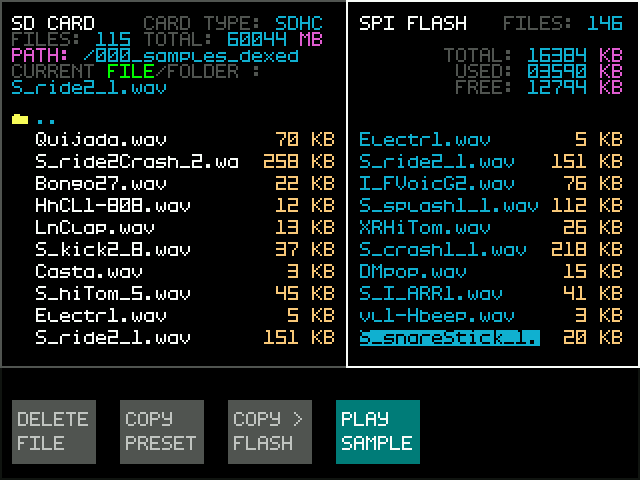 SD CARD CARD TYPE: SDHC
FILES: 115 TOTAL: 60044 MB
PATH: /000_samples_dexed
CURRENT FILE/FOLDER :
S_ride2_1.wav
..
Quijada.wav 70 KB
S_ride2Crash_2.wa 258 KB
Bongo27.wav 22 KB
HhCL1-808.wav 12 KB
LnClap.wav 13 KB
S_kick2_8.wav 37 KB
Casta.wav 3 KB
S_hiTom_5.wav 45 KB
Electr1.wav 5 KB
S_ride2_1.wav 151 KB
SPI FLASH FILES: 146
TOTAL: 16384 KB
USED: 03590 KB
FREE: 12794 KB
Electr1.wav 5 KB
S_ride2_1.wav 151 KB
I_FVoicG2.wav 76 KB
S_splash1_1.wav 112 KB
XRHiTom.wav 26 KB
S_crash1_1.wav 218 KB
DMpop.wav 15 KB
S_I_ARR1.wav 41 KB
vl1-Hbeep.wav 3 KB
S_snareStick_1. 20 KB
DELETE FILE
COPY PRESET
COPY > FLASH
PLAY SAMPLE